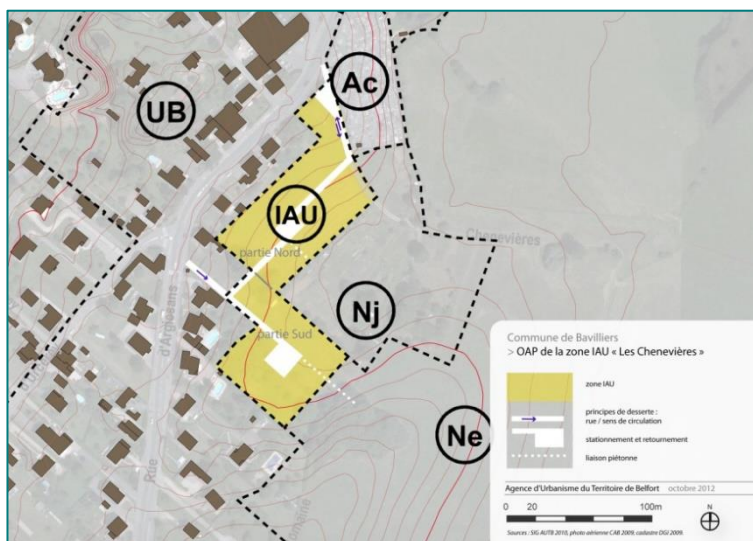 Ac
UB
IAU
partie Nord
Chenevières
Nj
partie Sud
d'Argiésans
Rue
Ne
Commune de Bavilliers
> OAP de la zone IAU « Les Chenevières »
zone IAU
principes de desserte :
rue / sens de circulation
stationnement et retournement
liaison piétonne
Agence d'Urbanisme du Territoire de Belfort octobre 2012
0 20 100m
N
Sources : SIG AUTB 2010, photo aérienne CAB 2009, cadastre DGI 2009.